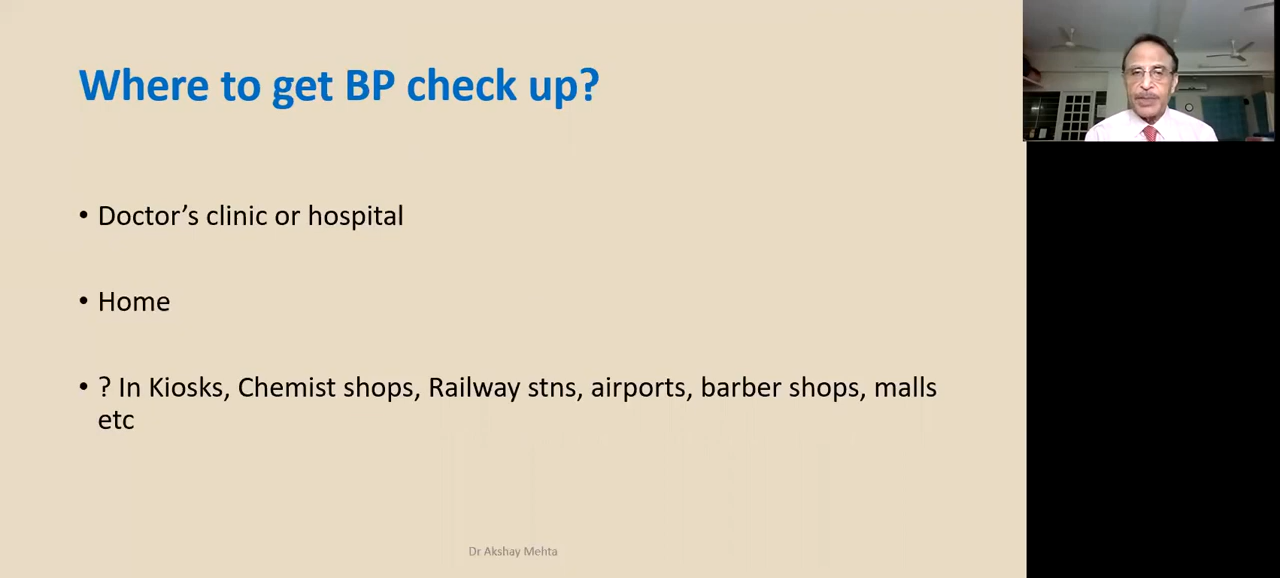 Where to get BP check up?
• Doctor’s clinic or hospital
• Home
• ? In Kiosks, Chemist shops, Railway stns, airports, barber shops, malls
etc
Dr Akshay Mehta